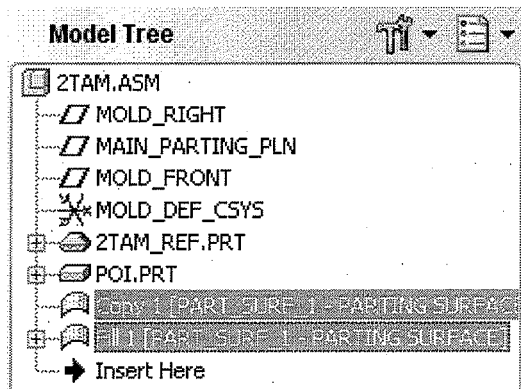 Model Tree
2TAM.ASM
MOLD_RIGHT
MAIN_PARTING_PLN
MOLD_FRONT
MOLD_DEF_CSYS
2TAM_REF.PRT
POI.PRT
Copy 1 [PART_SURF_1 - PARTING SURFACE
Fill 1 [PART_SURF_1 - PARTING SURFACE]
Insert Here